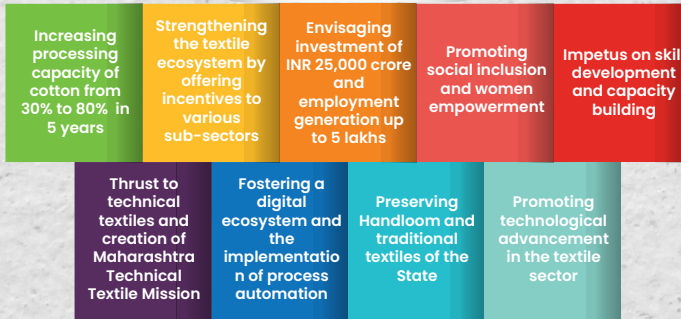 Increasing
processing
capacity of
cotton from
30% to 80% in
5 years
Strengthening
the textile
ecosystem by
offering
incentives to
various
sub-sectors
Envisaging
investment of
INR 25,000 crore
and
employment
generation up
to 5 lakhs
Promoting
social inclusion
and women
empowerment
Impetus on skil
development
and capacity
building
Thrust to
technical
textiles and
creation of
Maharashtra
Technical
Textile Mission
Fostering a
digital
ecosystem and
the
implementatio
n of process
automation
Preserving
Handloom and
traditional
textiles of the
State
Promoting
technological
advancement
in the textile
sector